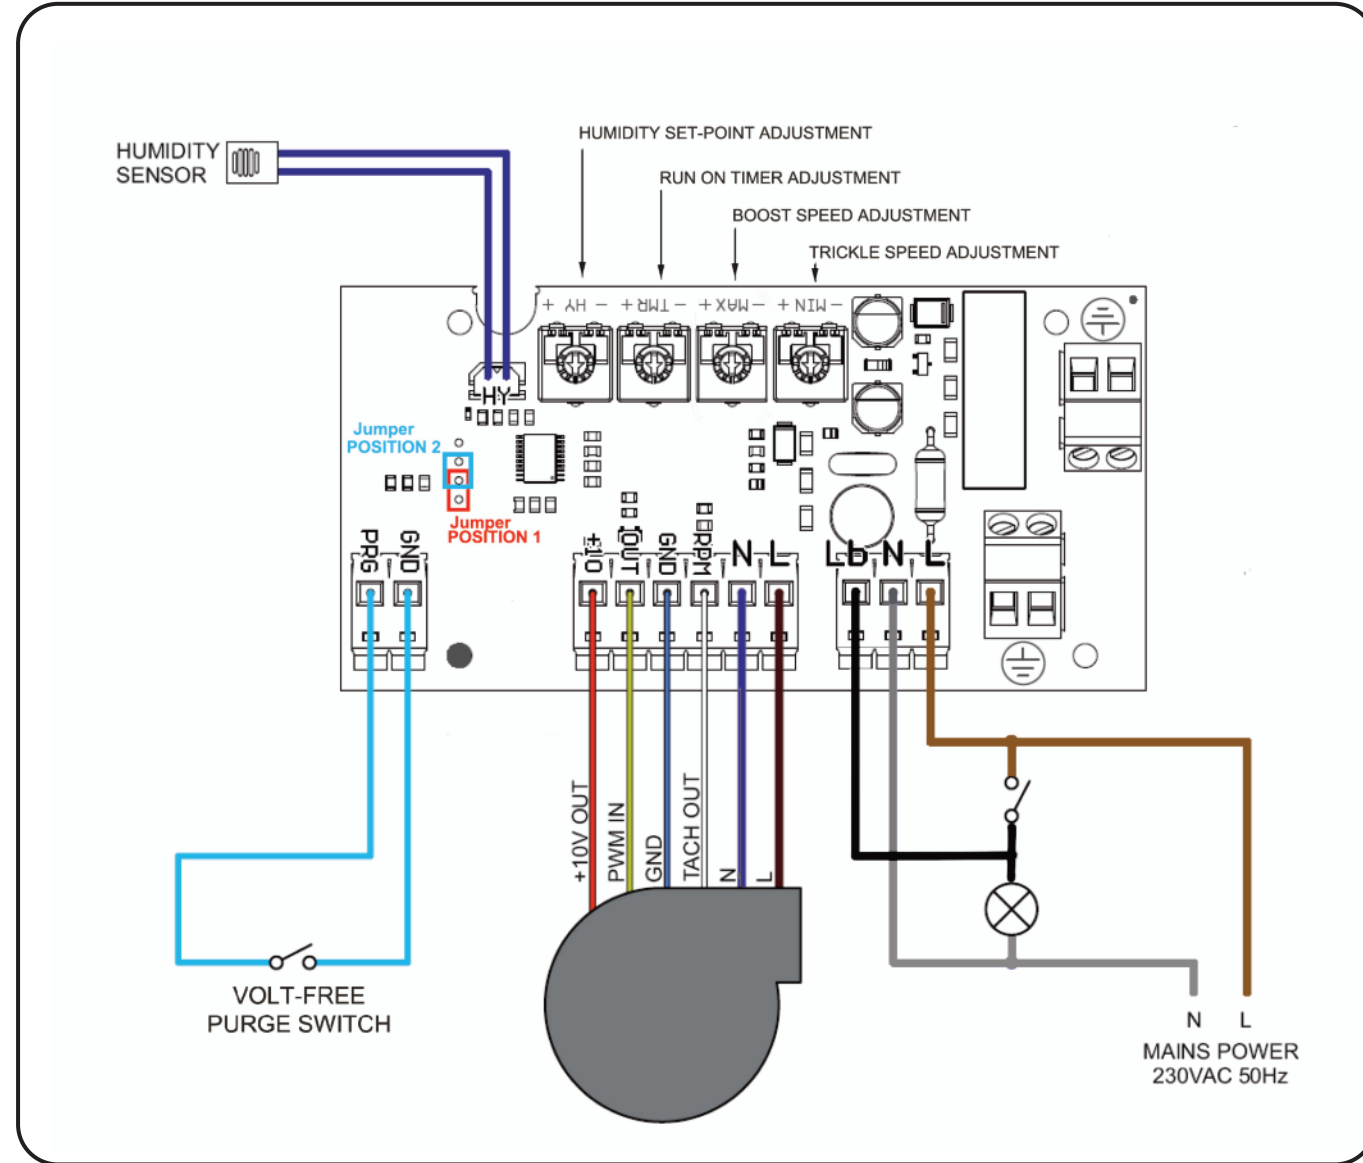 HUMIDITY SET-POINT ADJUSTMENT
HUMIDITY
SENSOR
RUN ON TIMER ADJUSTMENT
BOOST SPEED ADJUSTMENT
TRICKLE SPEED ADJUSTMENT
+ HY -
+ TMR -
+ MAX -
+ MIN -
HY
Jumper
POSITION 2
Jumper
POSITION 1
PRG
GND
+10
OUT
GND
RPM
N
L
Lb
N
L
+10V OUT
PWM IN
GND
TACH OUT
N
L
VOLT-FREE
PURGE SWITCH
N L
MAINS POWER
230VAC 50Hz